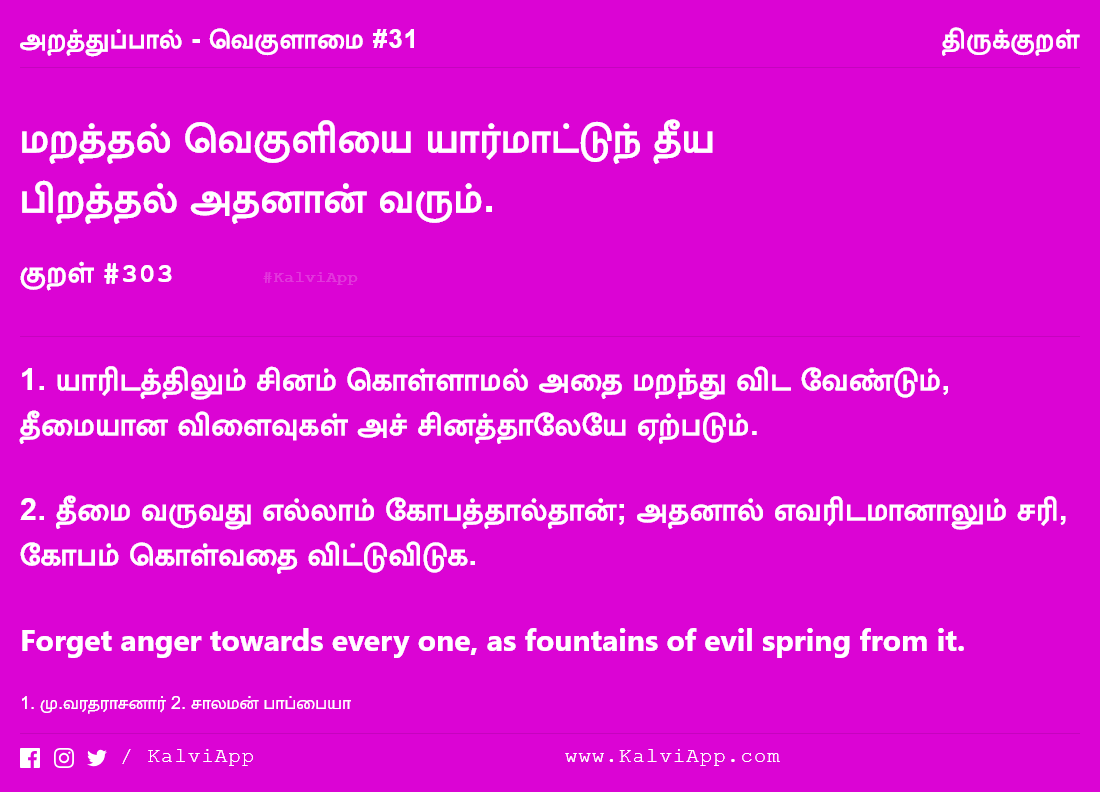 அறத்துப்பால் - வெகுளாமை #31 திருக்குறள்
மறத்தல் வெகுளியை யார்மாட்டுந் தீய
பிறத்தல் அதனான் வரும்.
குறள் #303 #KalviApp
1. யாரிடத்திலும் சினம் கொள்ளாமல் அதை மறந்து விட வேண்டும்,
தீமையான விளைவுகள் அச் சினத்தாலேயே ஏற்படும்.
2. தீமை வருவது எல்லாம் கோபத்தால்தான்; அதனால் எவரிடமானாலும் சரி,
கோபம் கொள்வதை விட்டுவிடுக.
Forget anger towards every one, as fountains of evil spring from it.
1. மு.வரதராசனார் 2. சாலமன் பாப்பையா
/ KalviApp www.KalviApp.com